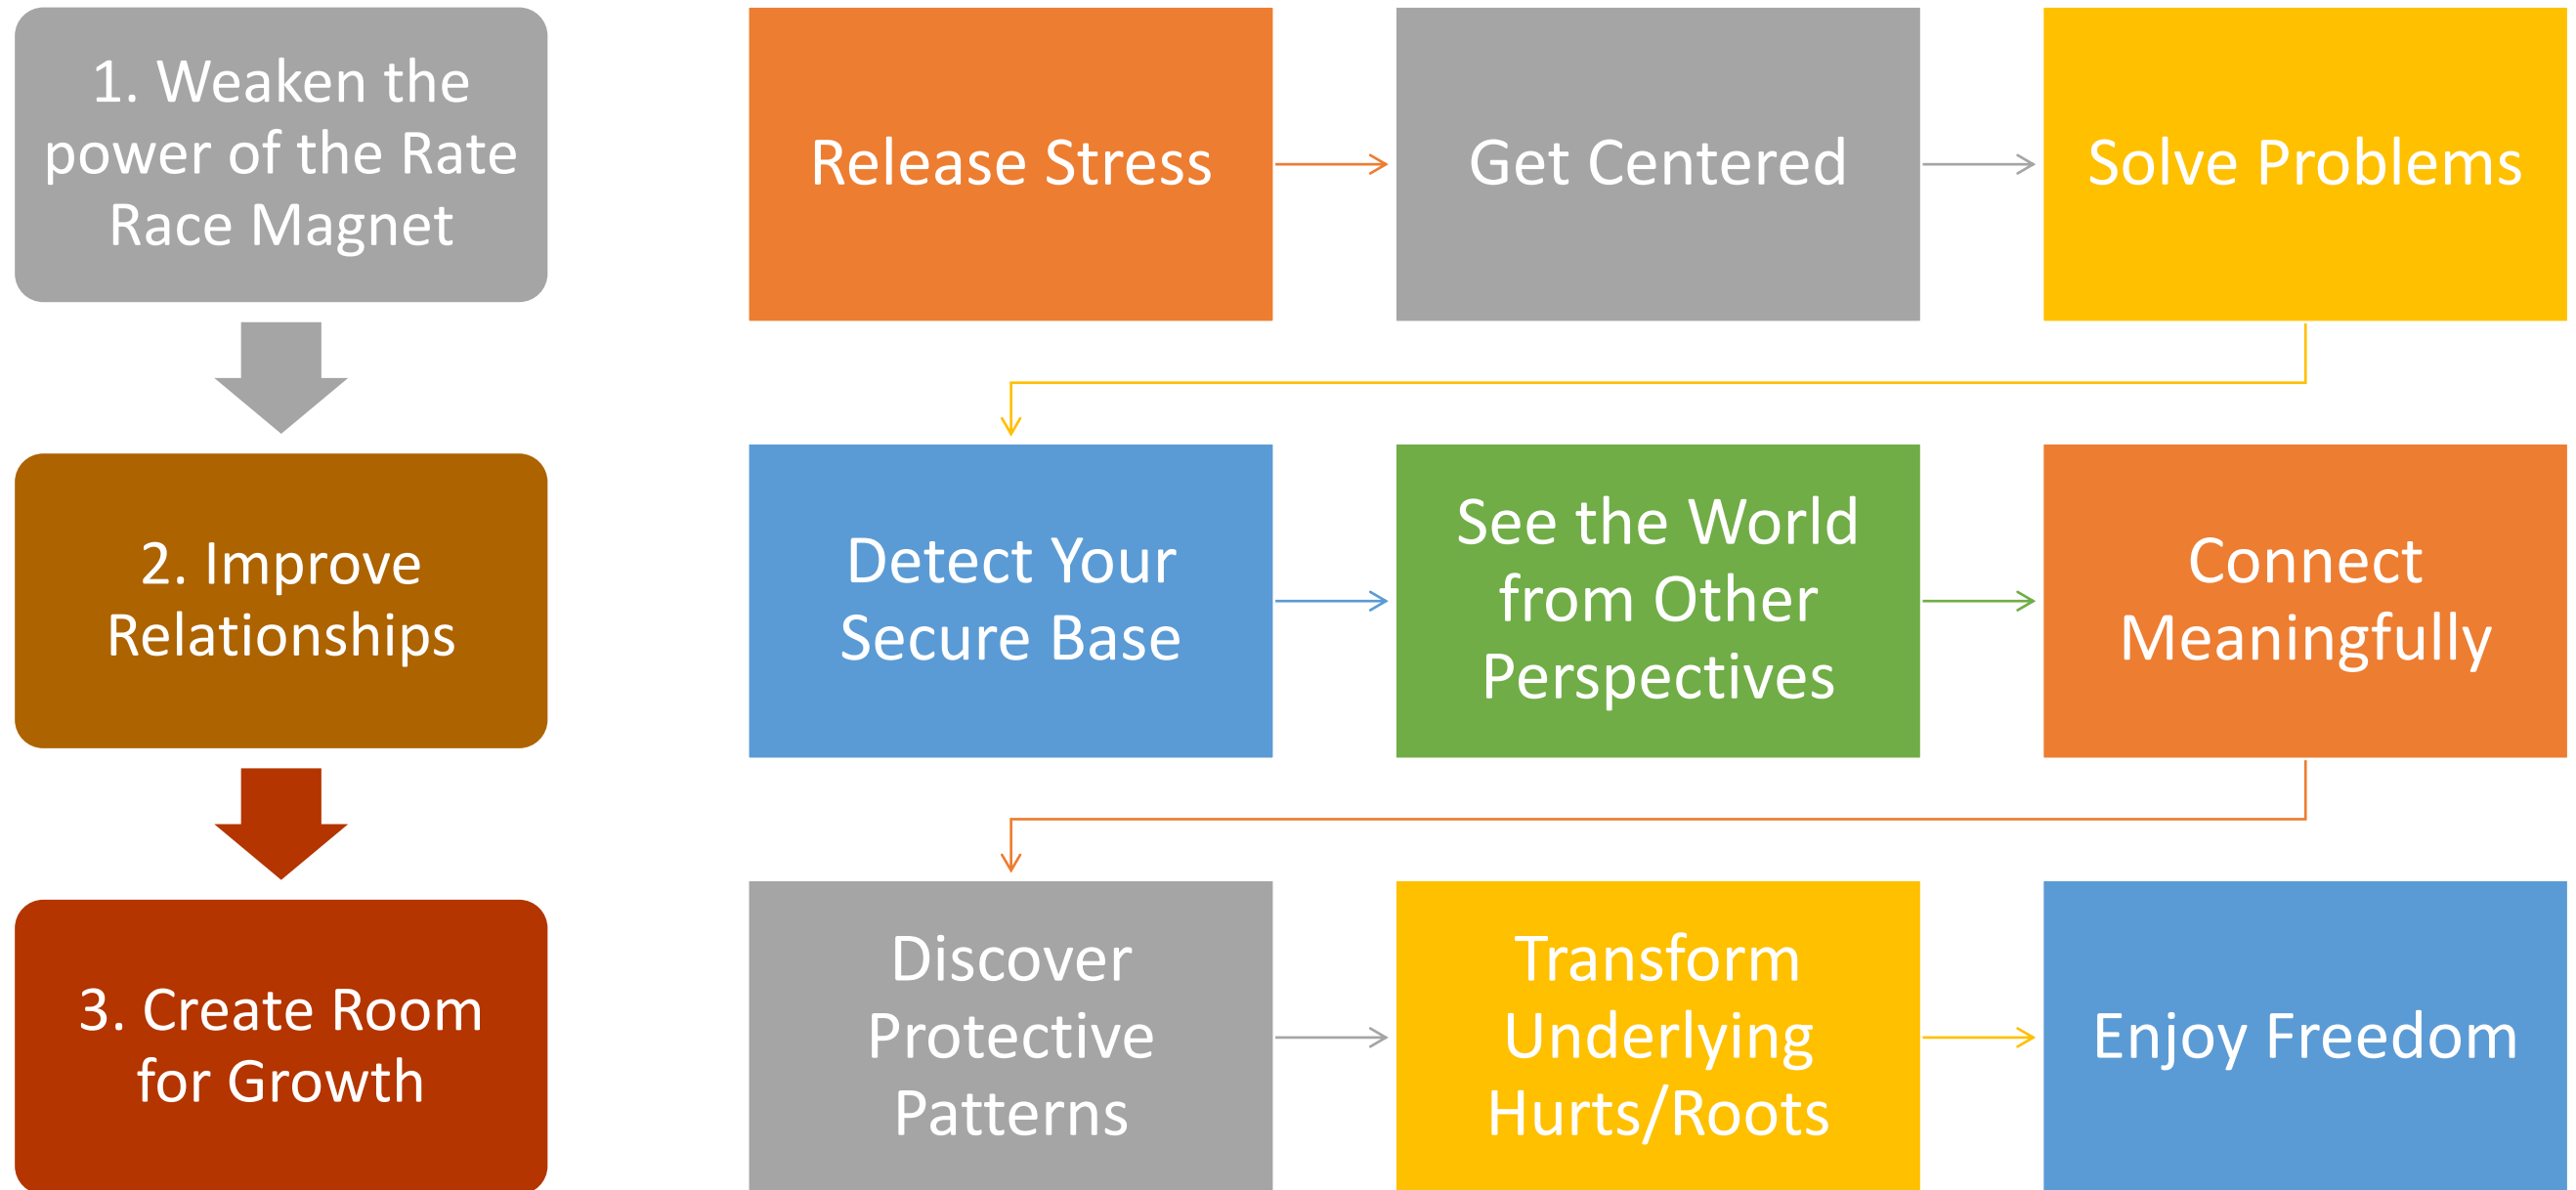 1. Weaken the
power of the Rate
Race Magnet
Release Stress
Get Centered
Solve Problems
2. Improve
Relationships
Detect Your
Secure Base
See the World
from Other
Perspectives
Connect
Meaningfully
3. Create Room
for Growth
Discover
Protective
Patterns
Transform
Underlying
Hurts/Roots
Enjoy Freedom